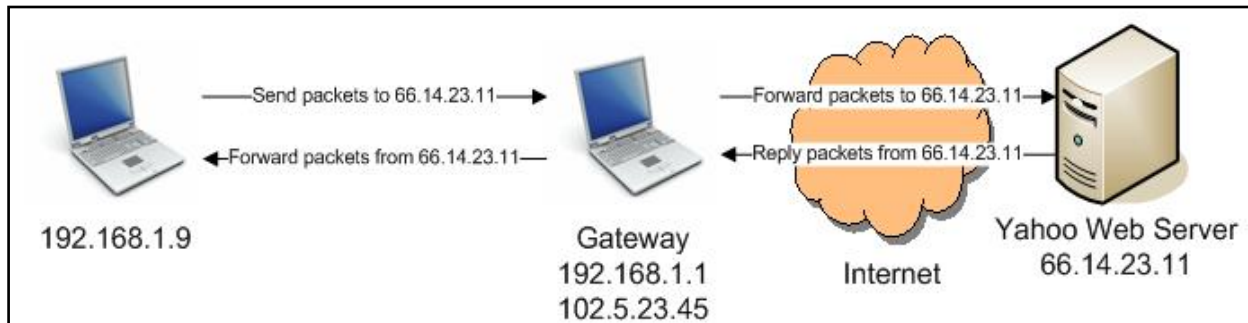 Send packets to 66.14.23.11
Forward packets to 66.14.23.11
Forward packets from 66.14.23.11
Reply packets from 66.14.23.11
192.168.1.9
Gateway
192.168.1.1
102.5.23.45
Internet
Yahoo Web Server
66.14.23.11